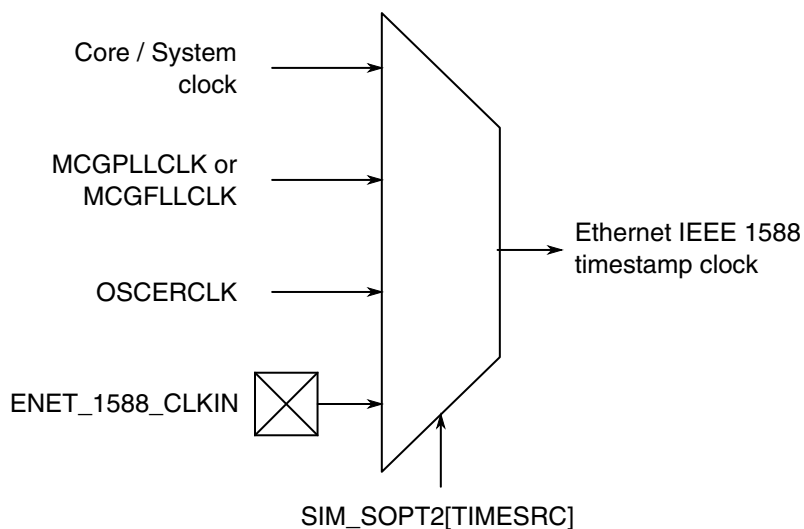 Core / System
clock
MCGPLLCLK or
MCGFLLCLK
Ethernet IEEE 1588
timestamp clock
OSCERCLK
ENET_1588_CLKIN
SIM_SOPT2[TIMESRC]